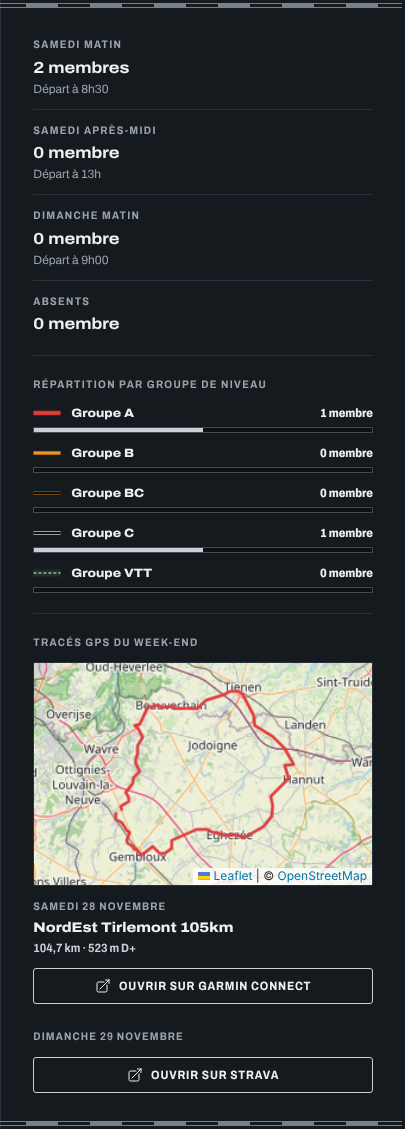 SAMEDI MATIN
2 membres
Départ à 8h30
SAMEDI APRÈS-MIDI
0 membre
Départ à 13h
DIMANCHE MATIN
0 membre
Départ à 9h00
ABSENTS
0 membre
RÉPARTITION PAR GROUPE DE NIVEAU
Groupe A 1 membre
Groupe B 0 membre
Groupe BC 0 membre
Groupe C 1 membre
Groupe VTT 0 membre
TRACÉS GPS DU WEEK-END
Oud-Heverlee
Tienen
Sint-Truide
Beauvechain
Overijse
Landen
Wavre
Jodoigne
War
Ottignies-
Louvain-la-
Neuve
Hannut
Eghezée
Gembloux
ns Villers
Leaflet | © OpenStreetMap
SAMEDI 28 NOVEMBRE
NordEst Tirlemont 105km
104,7 km · 523 m D+
OUVRIR SUR GARMIN CONNECT
DIMANCHE 29 NOVEMBRE
OUVRIR SUR STRAVA